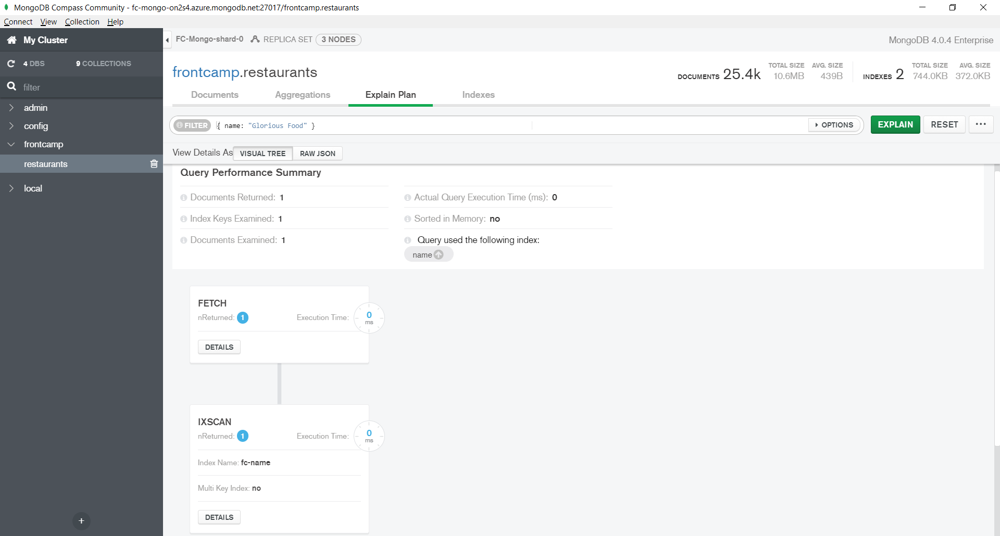 MongoDB Compass Community - fc-mongo-on2s4.azure.mongodb.net:27017/frontcamp.restaurants
Connect View Collection Help
My Cluster
4 DBS 9 COLLECTIONS
filter
admin
config
frontcamp
restaurants
local
+
FC-Mongo-shard-0 REPLICA SET 3 NODES MongoDB 4.0.4 Enterprise
frontcamp.restaurants
DOCUMENTS 25.4k TOTAL SIZE 10.6MB AVG. SIZE 439B INDEXES 2 TOTAL SIZE 744.0KB AVG. SIZE 372.0KB
Documents Aggregations Explain Plan Indexes
FILTER { name: "Glorious Food" } OPTIONS EXPLAIN RESET ...
View Details As VISUAL TREE RAW JSON
Query Performance Summary
Documents Returned: 1
Index Keys Examined: 1
Documents Examined: 1
Actual Query Execution Time (ms): 0
Sorted in Memory: no
Query used the following index:
name
FETCH
nReturned: 1 Execution Time: 0 ms
DETAILS
IXSCAN
nReturned: 1 Execution Time: 0 ms
Index Name: fc-name
Multi Key Index: no
DETAILS